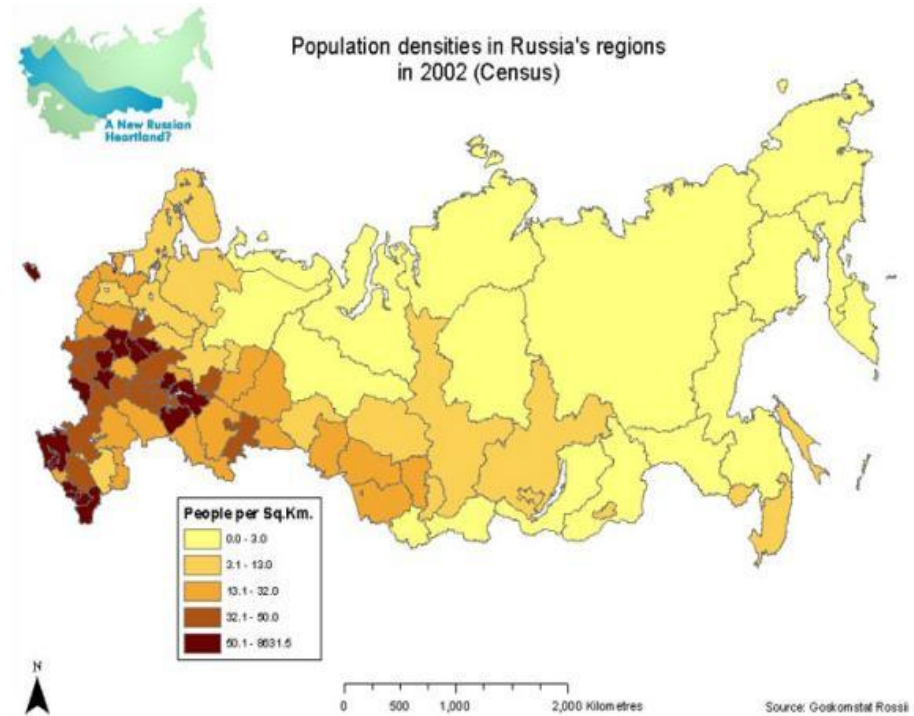 A New Russian
Heartland?
Population densities in Russia's regions
in 2002 (Census)
People per Sq.Km.
0.0 - 3.0
3.1 - 13.0
13.1 - 32.0
32.1 - 50.0
50.1 - 8631.5
N
0 500 1,000 2,000 Kilometres
Source: Goskomstat Rossii